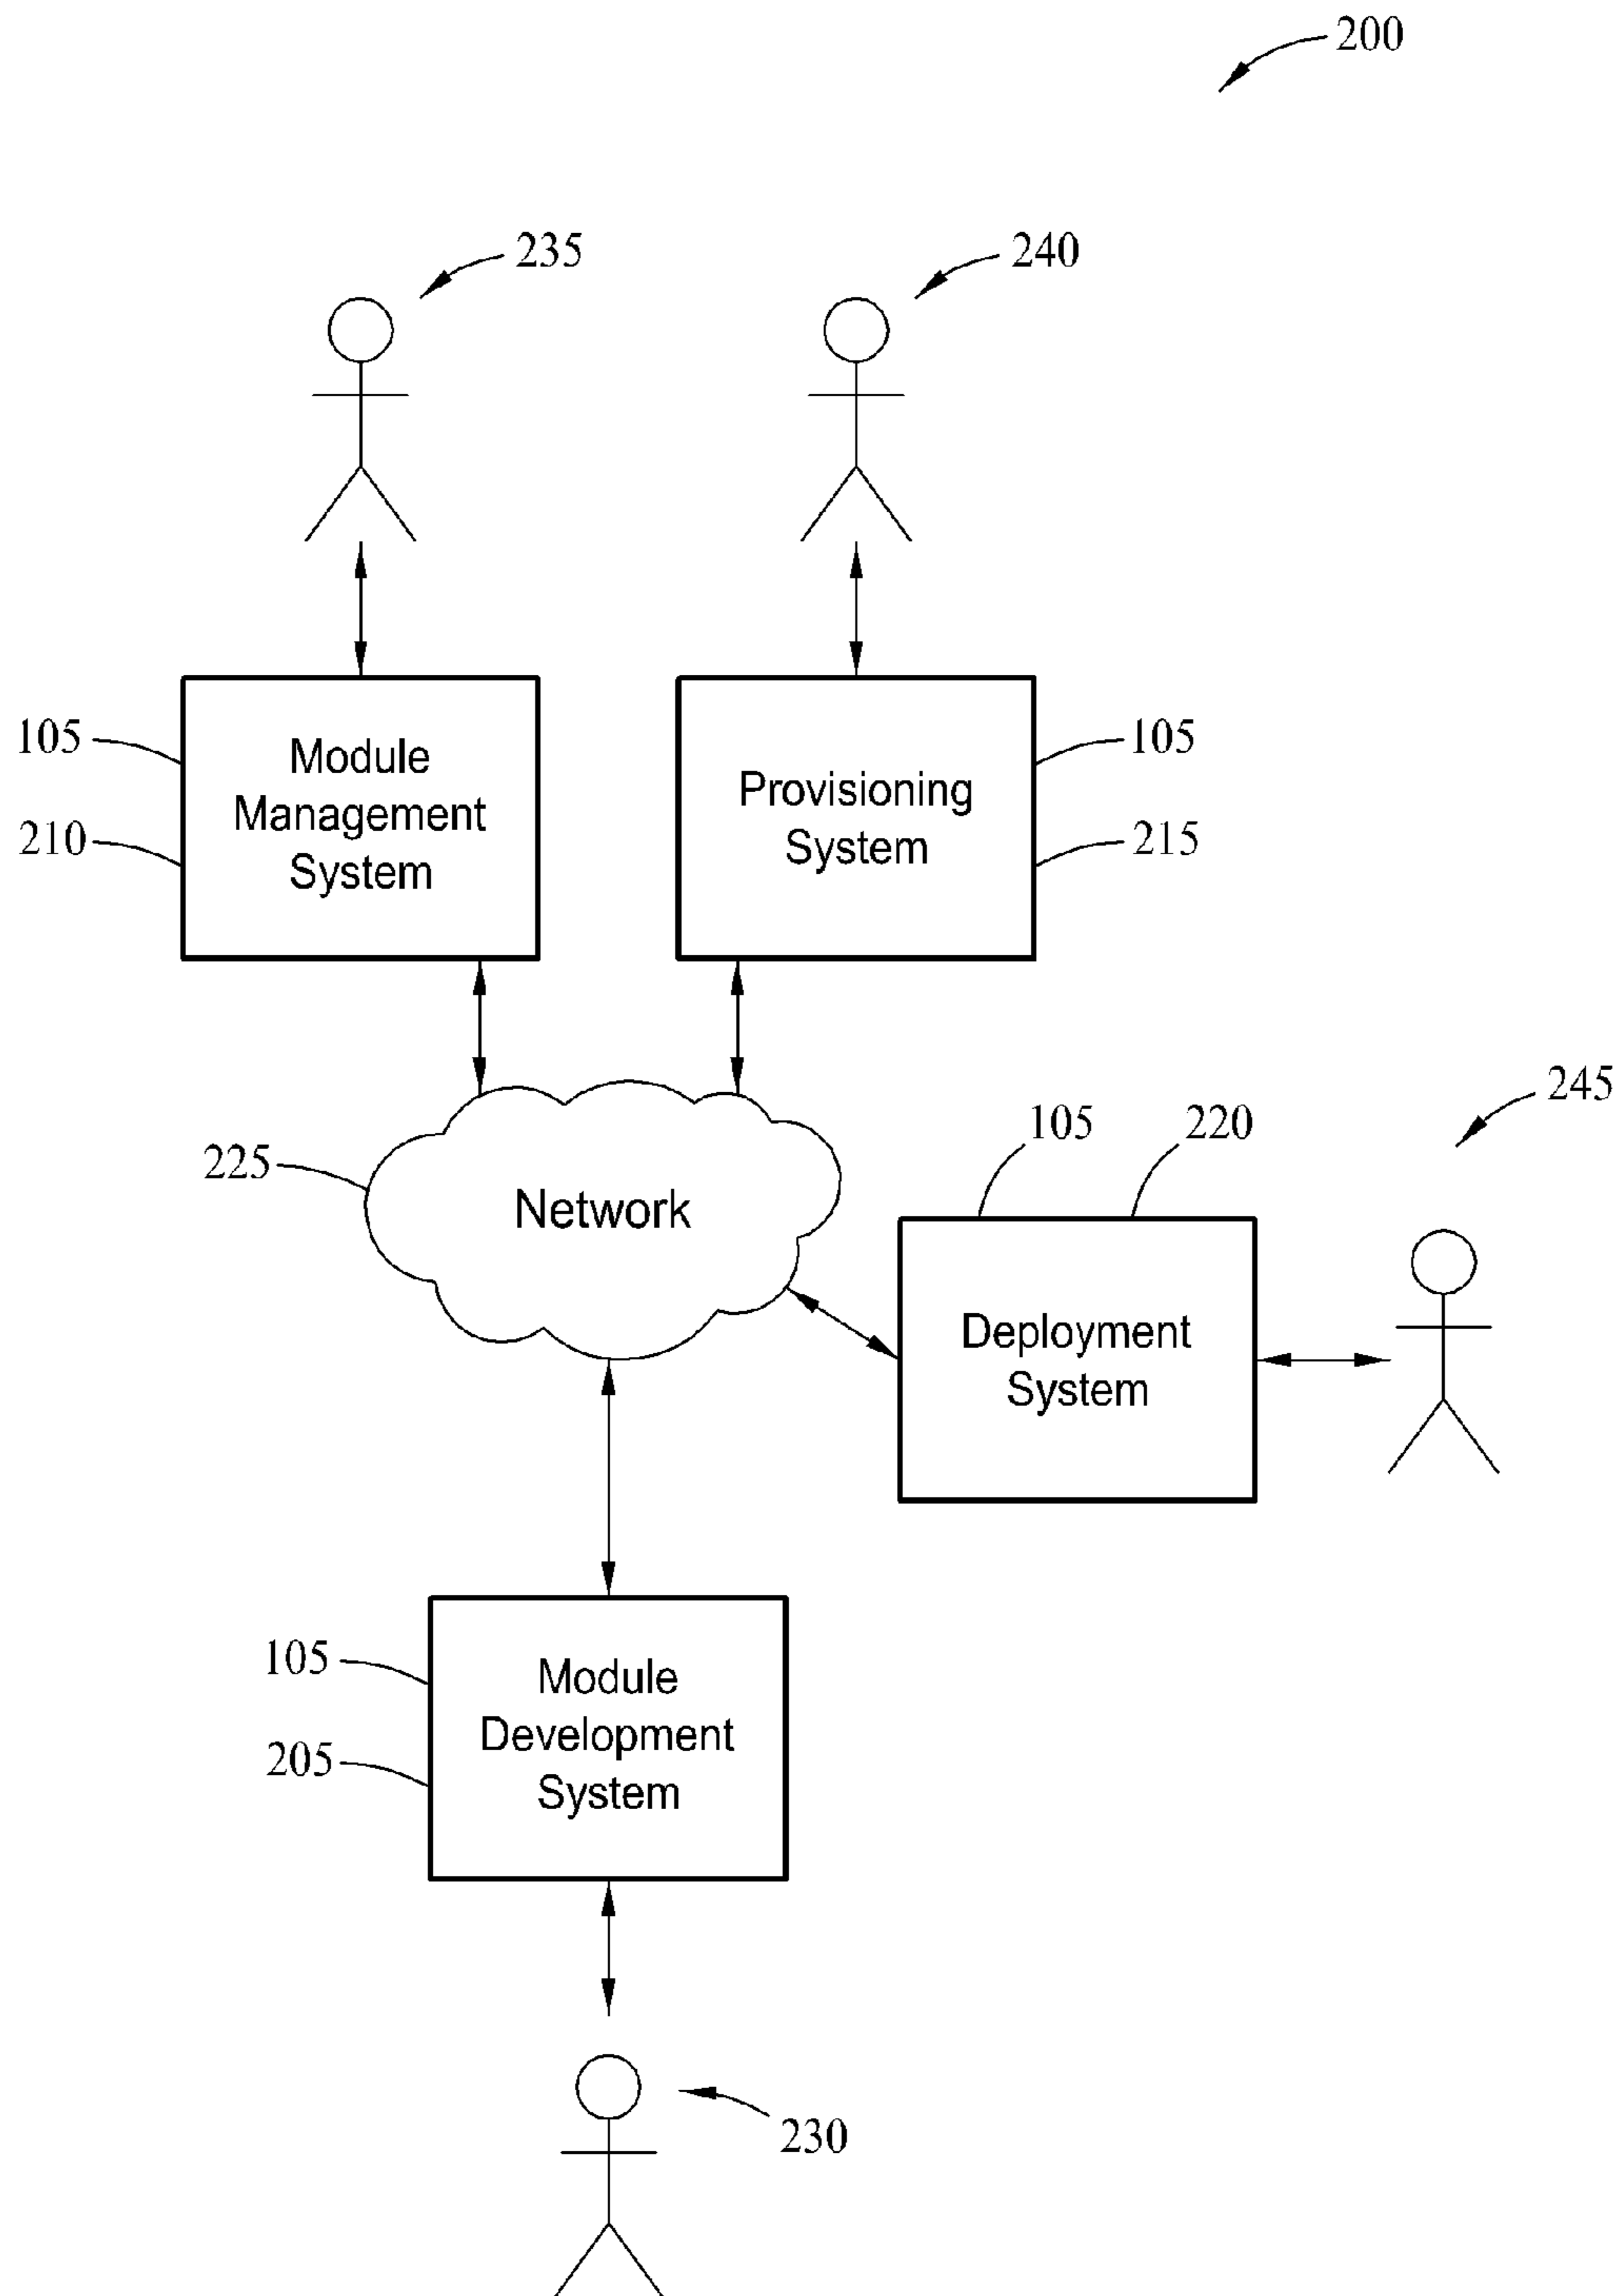 200
235
240
105
Module
Management
System
210
Provisioning
System
105
215
245
105
220
225
Network
Deployment
System
105
Module
Development
System
205
230